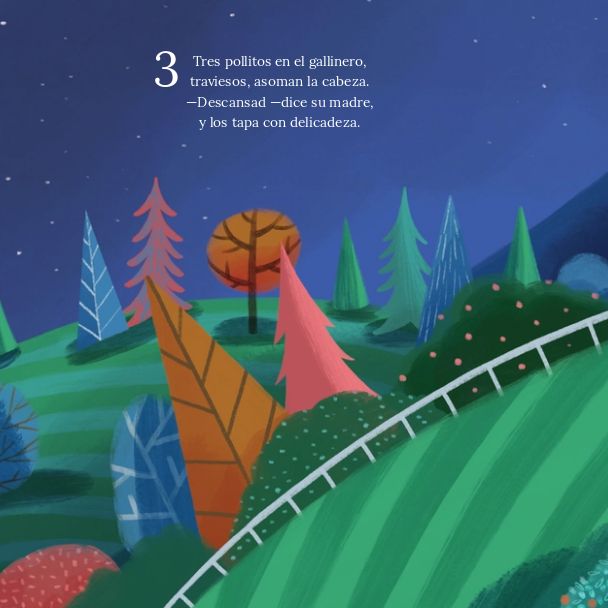 3 Tres pollitos en el gallinero,
traviesos, asoman la cabeza.
—Descansad —dice su madre,
y los tapa con delicadeza.